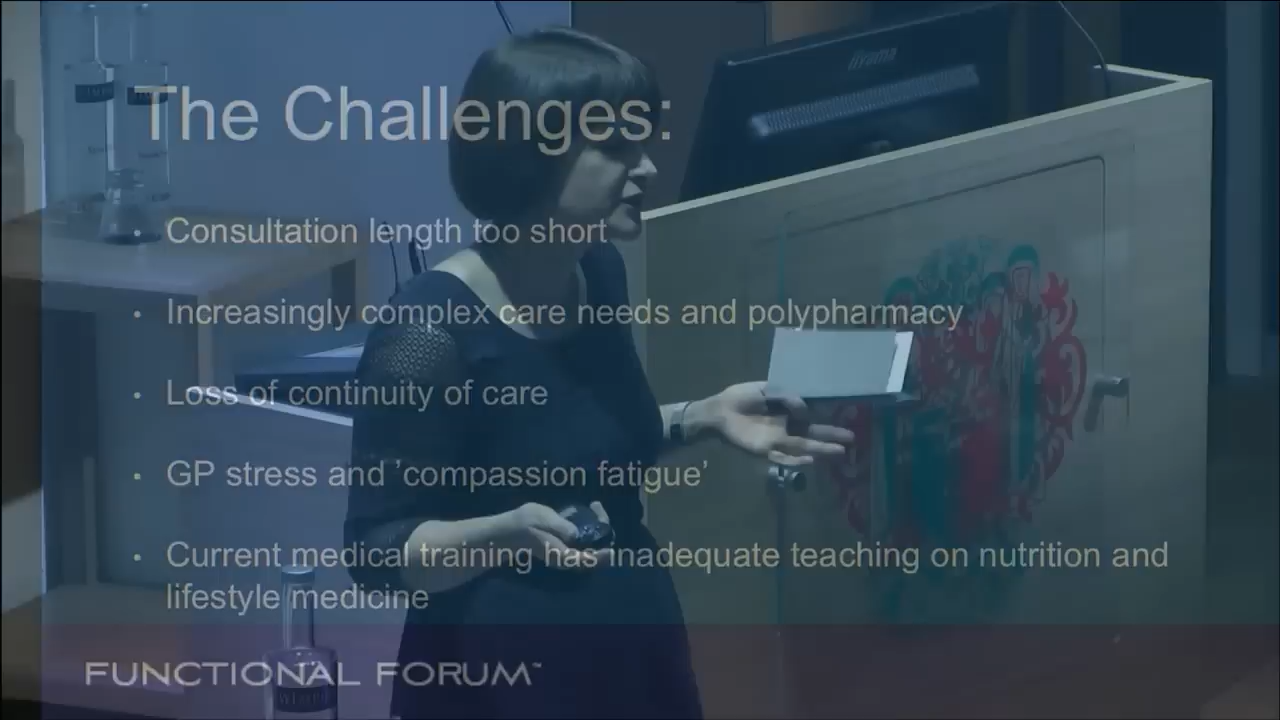 iiyama
The Challenges:
• Consultation length too short
• Increasingly complex care needs and polypharmacy
• Loss of continuity of care
• GP stress and ’compassion fatigue’
• Current medical training has inadequate teaching on nutrition and
lifestyle medicine
FUNCTIONAL FORUM™